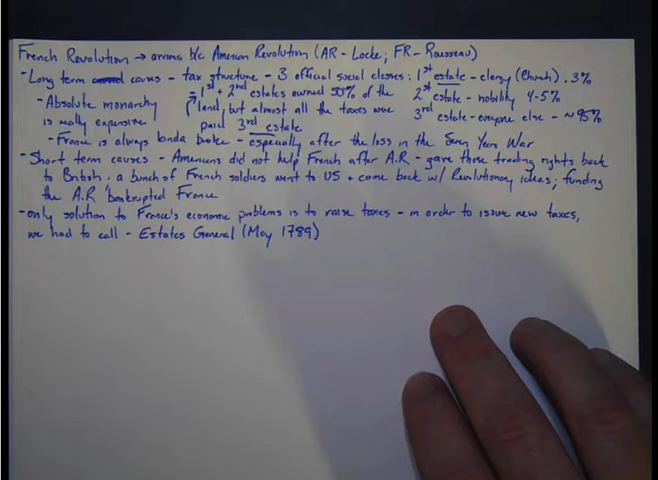 French Revolution → arrives b/c American Revolution (AR - Locke; FR - Rousseau)
- Long term causes - tax structure - 3 official social classes: 1st estate - clergy (Church) .3%
- 1st + 2nd estates owned 50% of the 2nd estate - nobility 4-5%
- Absolute monarchy land, but almost all the taxes were 3rd estate - everyone else - ~95%
is really expensive paid 3rd estate
- France is always kinda broke - especially after the loss in the Seven Years War
- Short term causes - Americans did not help French after A.R - gave those trading rights back
to British; a bunch of French soldiers went to US + come back w/ Revolutionary ideas; funding
the A.R bankrupted France
- only solution to France's economic problems is to raise taxes - in order to issue new taxes,
we had to call - Estates General (May 1789)